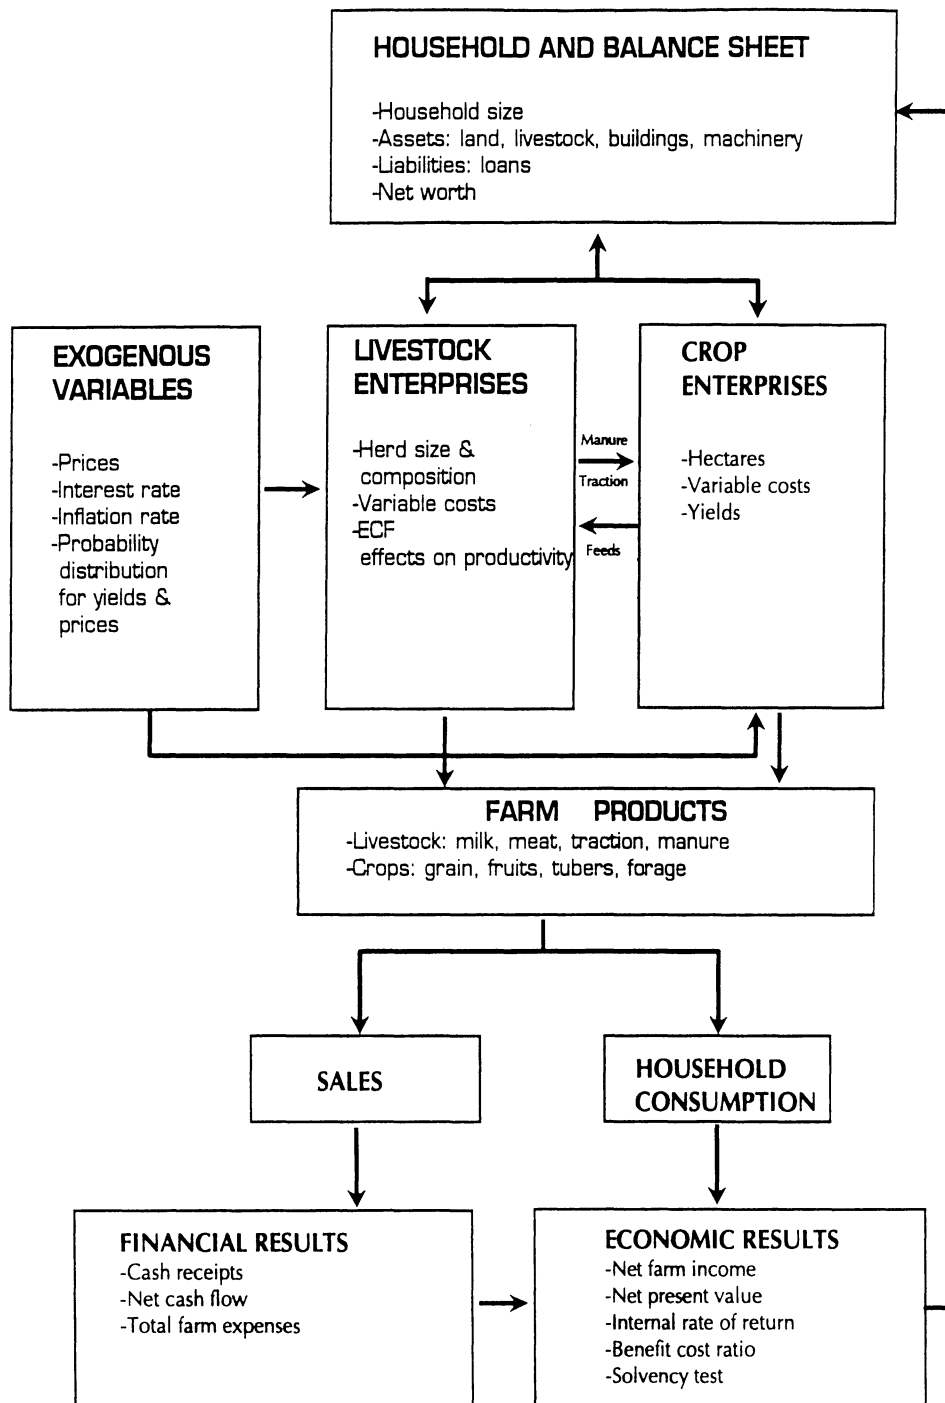 HOUSEHOLD AND BALANCE SHEET
-Household size
-Assets: land, livestock, buildings, machinery
-Liabilities: loans
-Net worth
EXOGENOUS
VARIABLES
-Prices
-Interest rate
-Inflation rate
-Probability
distribution
for yields &
prices
LIVESTOCK
ENTERPRISES
-Herd size &
composition
-Variable costs
-ECF
effects on productivity
Manure
Traction
Feeds
CROP
ENTERPRISES
-Hectares
-Variable costs
-Yields
FARM PRODUCTS
-Livestock: milk, meat, traction, manure
-Crops: grain, fruits, tubers, forage
SALES
HOUSEHOLD
CONSUMPTION
FINANCIAL RESULTS
-Cash receipts
-Net cash flow
-Total farm expenses
ECONOMIC RESULTS
-Net farm income
-Net present value
-Internal rate of return
-Benefit cost ratio
-Solvency test